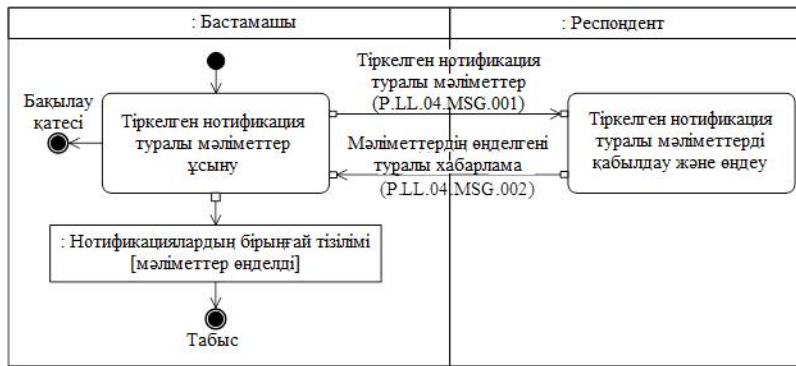 : Бастамашы
: Респондент
Тіркелген нотификация
туралы мәліметтер
(P.LL.04.MSG.001)
Бақылау
қатесі
Тіркелген нотификация
туралы мәліметтер
ұсыну
Тіркелген нотификация
туралы мәліметтерді
қабылдау және өңдеу
Мәліметтердің өңделгені
туралы хабарлама
(P.LL.04.MSG.002)
: Нотификациялардың бірыңғай тізілімі
[мәліметтер өңделді]
Табыс